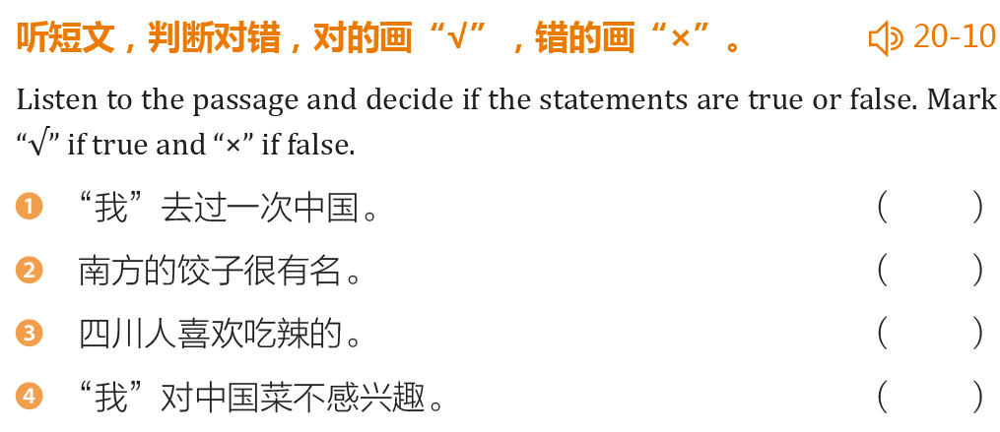 听短文，判断对错，对的画“√”，错的画“×”。 20-10
Listen to the passage and decide if the statements are true or false. Mark
“√” if true and “×” if false.
1 “我”去过一次中国。 （ ）
2 南方的饺子很有名。 （ ）
3 四川人喜欢吃辣的。 （ ）
4 “我”对中国菜不感兴趣。 （ ）